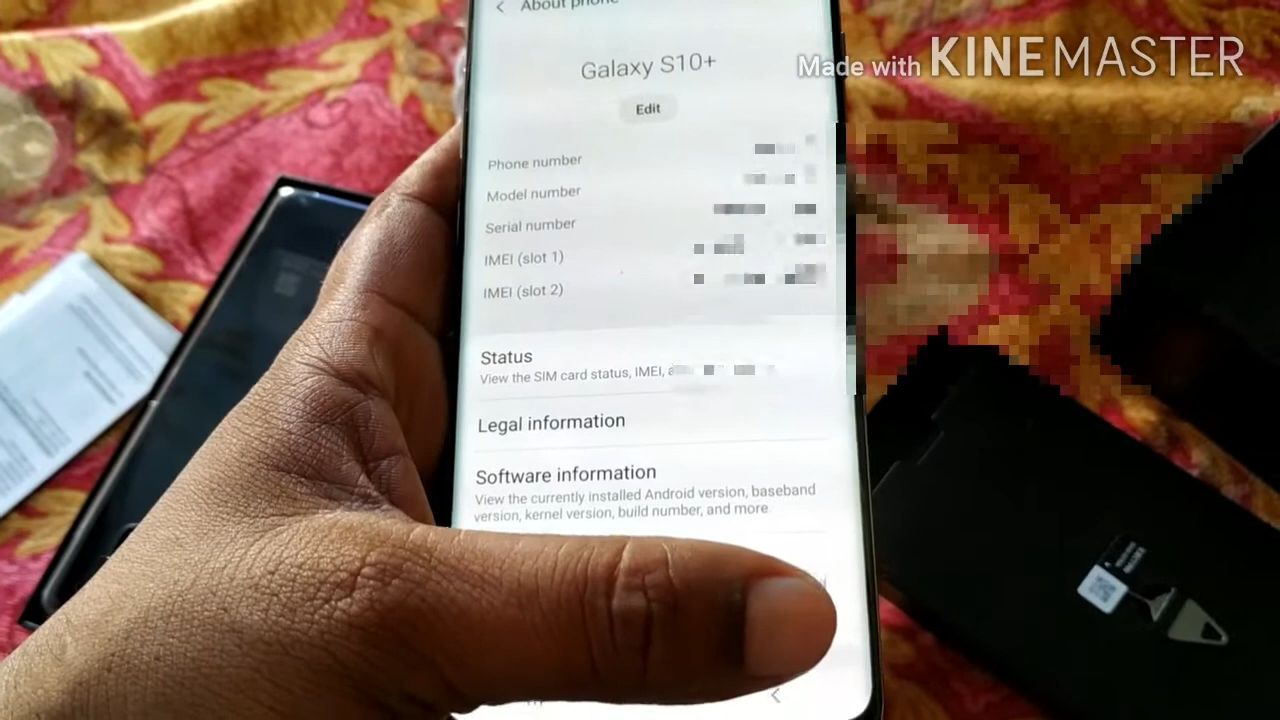 About phone
Galaxy S10+
Made with KINEMASTER
Edit
Phone number
Model number
Serial number
IMEI (slot 1)
IMEI (slot 2)
Status
View the SIM card status, IMEI,
Legal information
Software information
View the currently installed Android version, baseband
version, kernel version, build number, and more